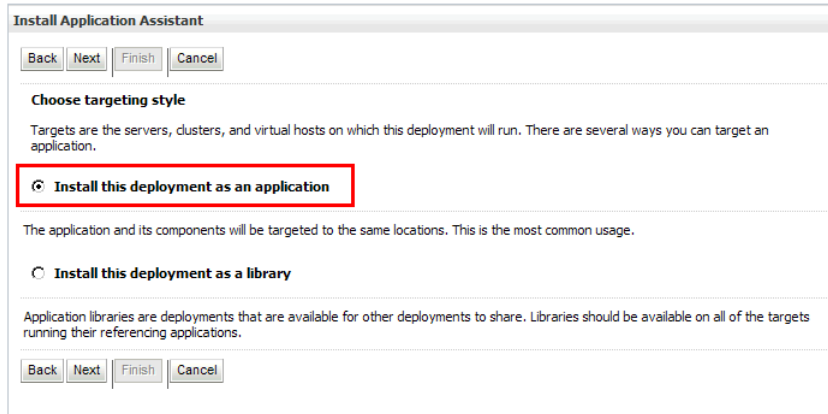 Install Application Assistant
Back Next Finish Cancel
Choose targeting style
Targets are the servers, clusters, and virtual hosts on which this deployment will run. There are several ways you can target an
application.
Install this deployment as an application
The application and its components will be targeted to the same locations. This is the most common usage.
Install this deployment as a library
Application libraries are deployments that are available for other deployments to share. Libraries should be available on all of the targets
running their referencing applications.
Back Next Finish Cancel